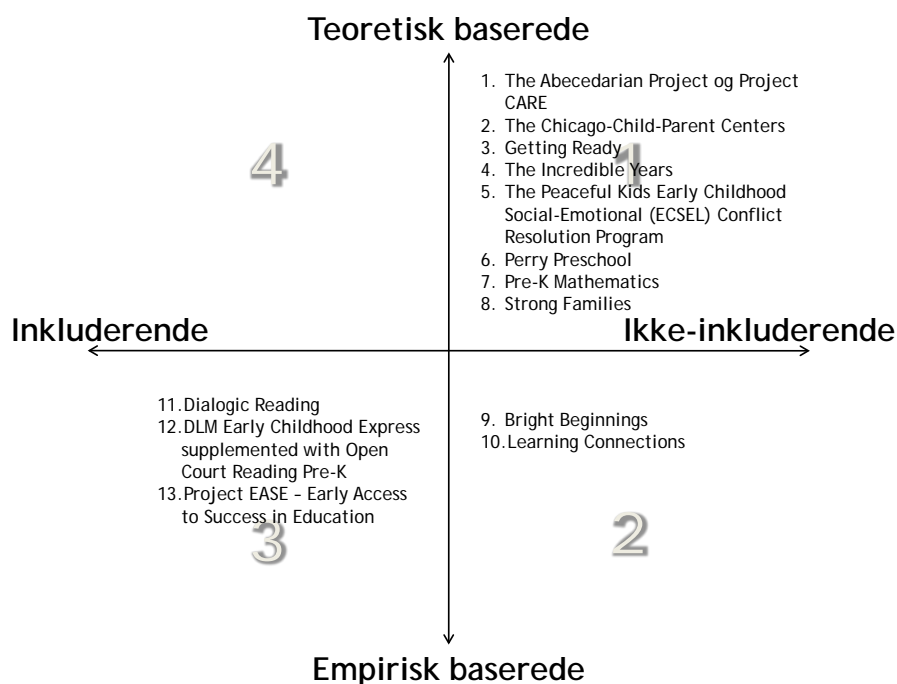 Teoretisk baserede
1. The Abecedarian Project og Project
CARE
2. The Chicago-Child-Parent Centers
3. Getting Ready
4. The Incredible Years
5. The Peaceful Kids Early Childhood
Social-Emotional (ECSEL) Conflict
Resolution Program
6. Perry Preschool
7. Pre-K Mathematics
8. Strong Families
4
1
Inkluderende
Ikke-inkluderende
11.Dialogic Reading
12.DLM Early Childhood Express
supplemented with Open
Court Reading Pre-K
13.Project EASE – Early Access
to Success in Education
3
9. Bright Beginnings
10.Learning Connections
2
Empirisk baserede